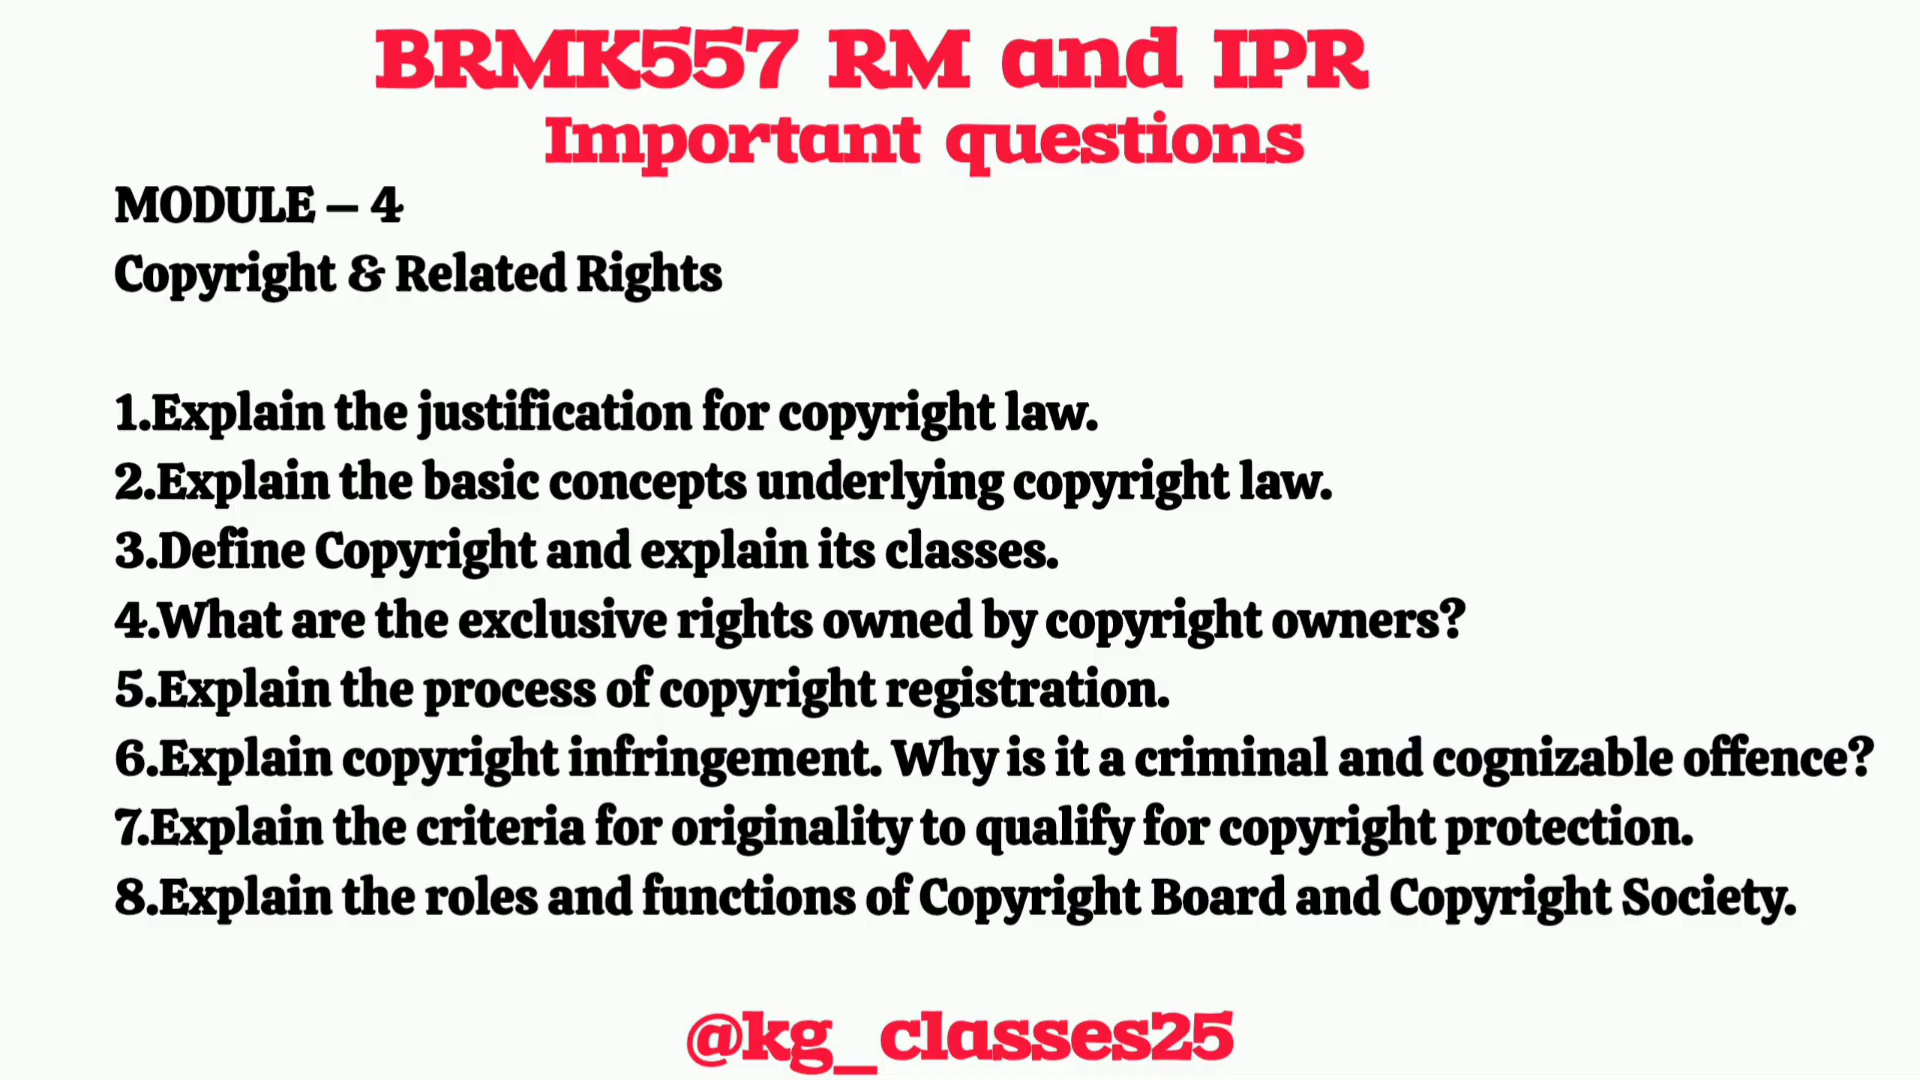 BRMK557 RM and IPR
Important questions
MODULE – 4
Copyright & Related Rights
1.Explain the justification for copyright law.
2.Explain the basic concepts underlying copyright law.
3.Define Copyright and explain its classes.
4.What are the exclusive rights owned by copyright owners?
5.Explain the process of copyright registration.
6.Explain copyright infringement. Why is it a criminal and cognizable offence?
7.Explain the criteria for originality to qualify for copyright protection.
8.Explain the roles and functions of Copyright Board and Copyright Society.
@kg_classes25